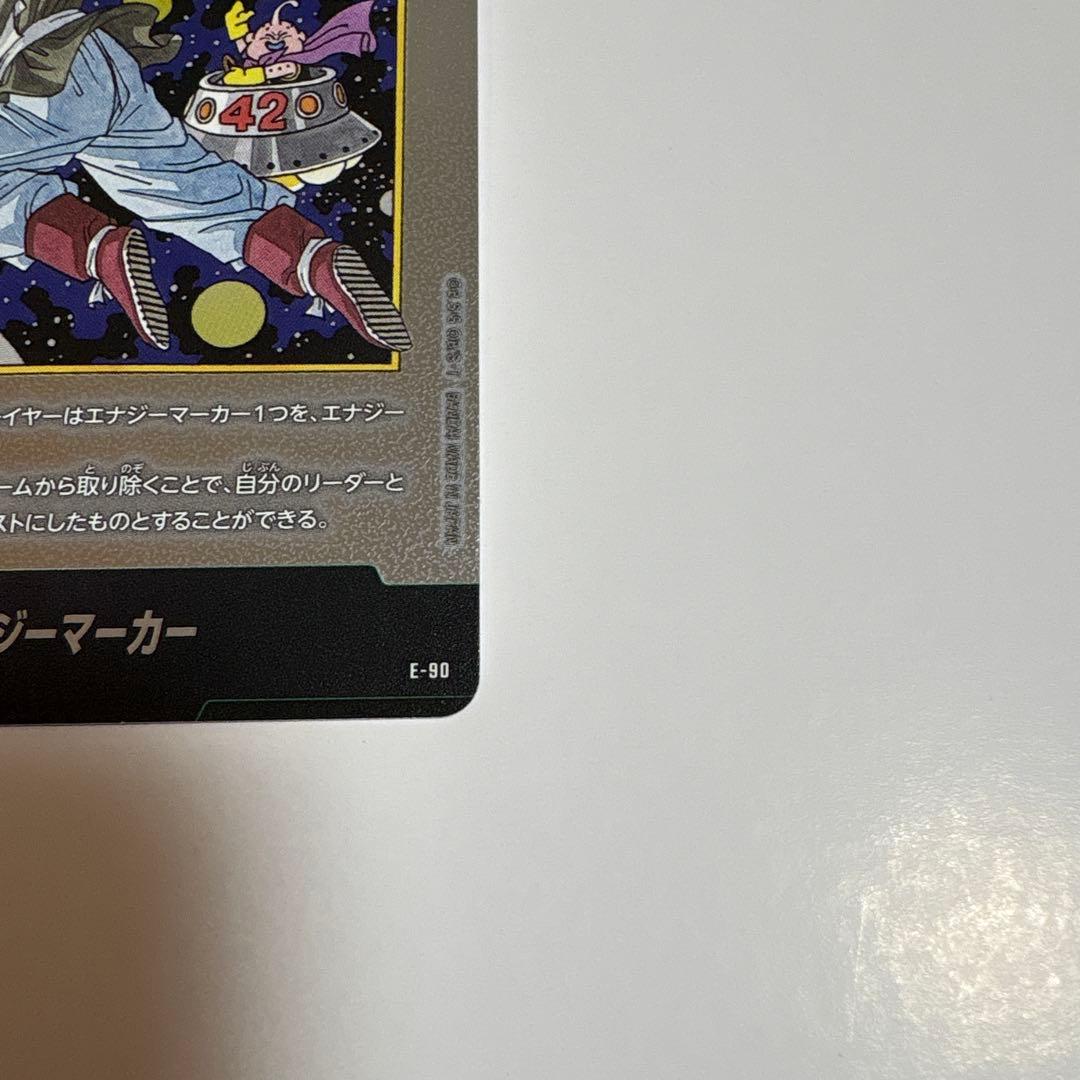 42
イヤーはエナジーマーカー1つを、エナジー
ームから取り除くことで、自分のリーダーと
ストにしたものとすることができる。
ジーマーカー
E-90